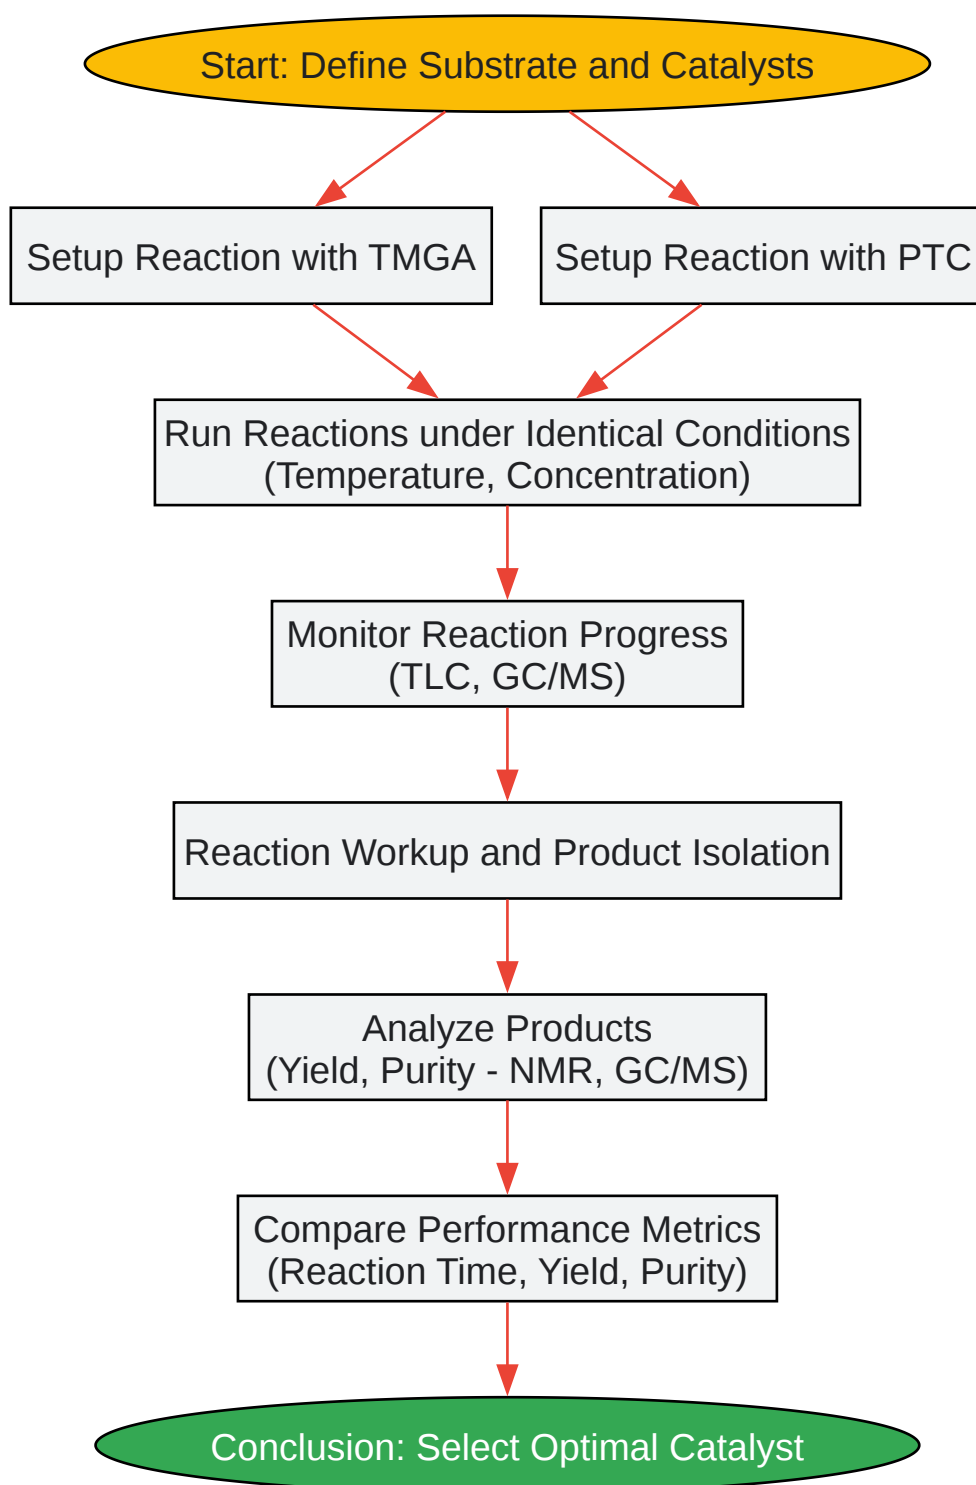 Start: Define Substrate and Catalysts
Setup Reaction with TMGA
Setup Reaction with PTC
Run Reactions under Identical Conditions
(Temperature, Concentration)
Monitor Reaction Progress
(TLC, GC/MS)
Reaction Workup and Product Isolation
Analyze Products
(Yield, Purity - NMR, GC/MS)
Compare Performance Metrics
(Reaction Time, Yield, Purity)
Conclusion: Select Optimal Catalyst